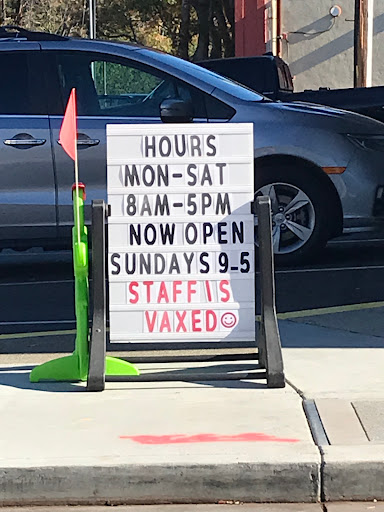 HOURS
MON-SAT
8AM-5PM
NOW OPEN
SUNDAYS 9-5
STAFF IS
VAXED☺